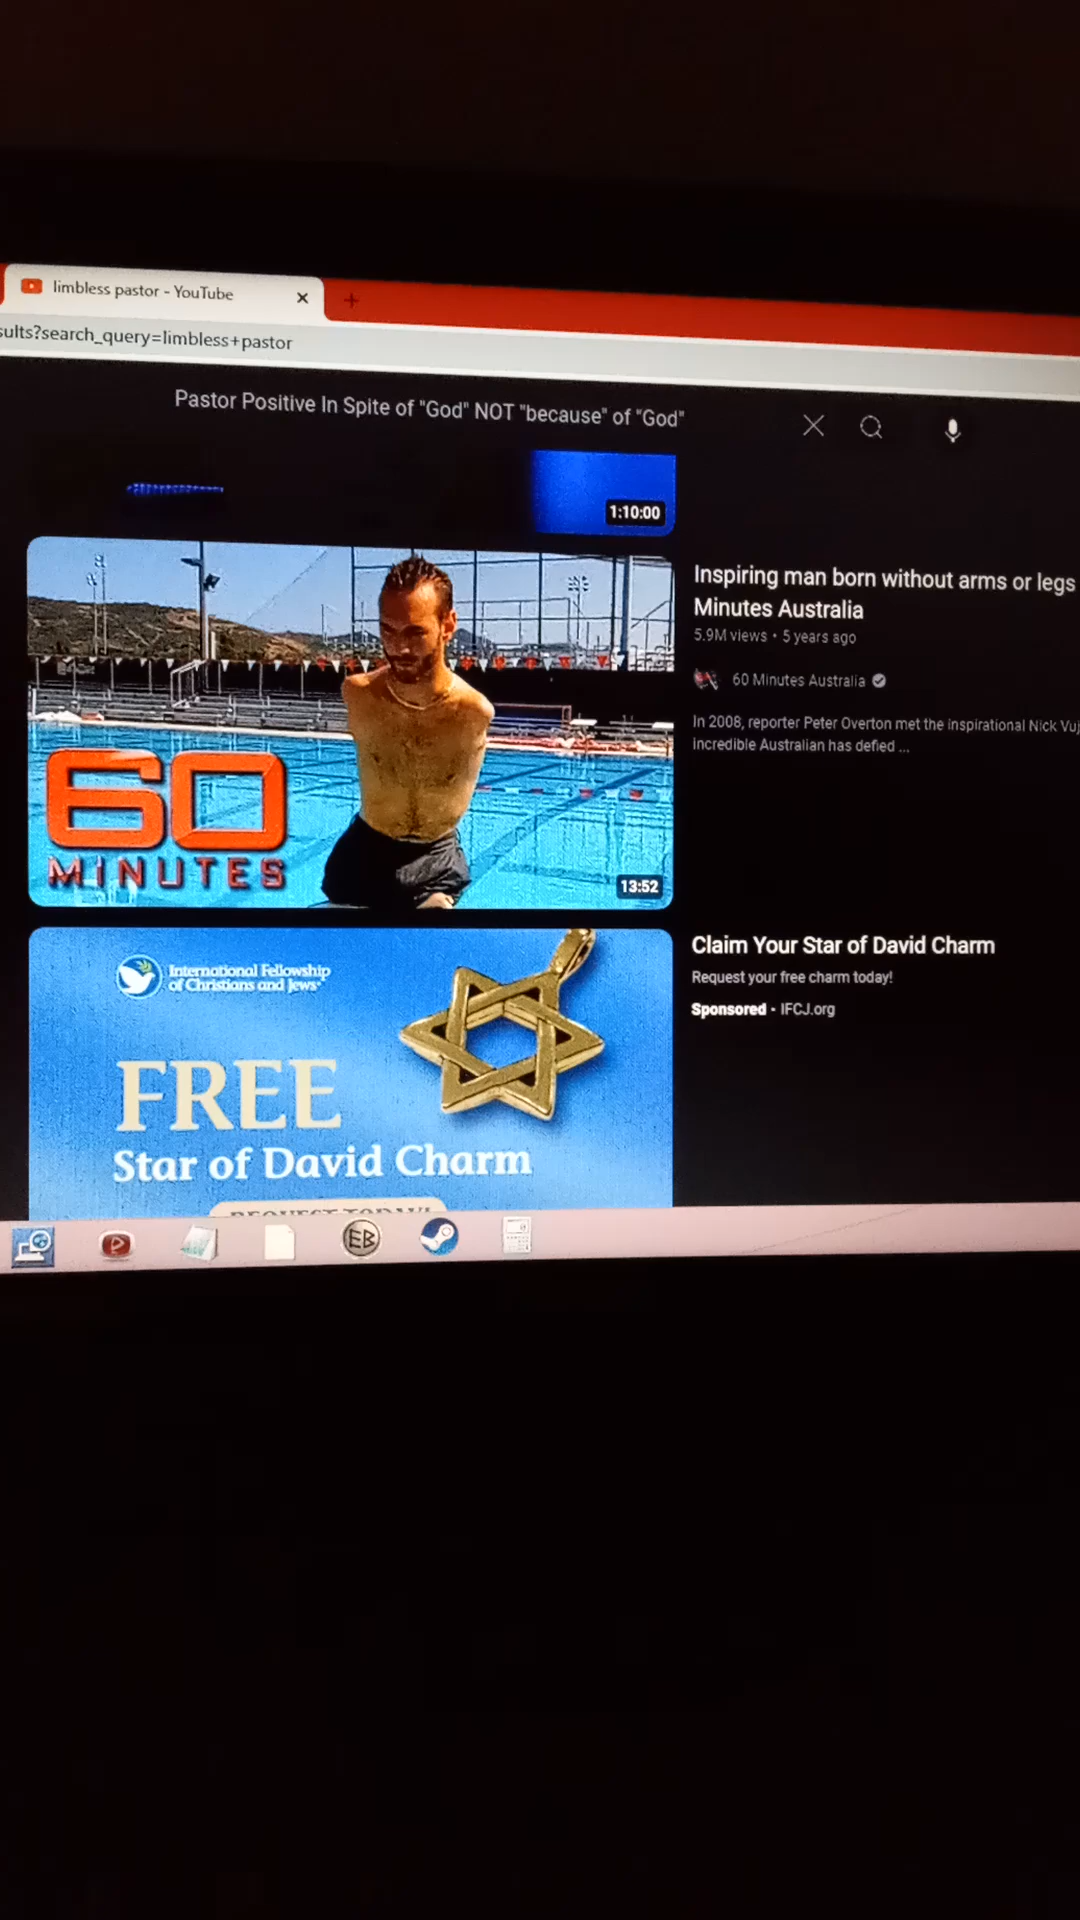 limbless pastor - YouTube
sults?search_query=limbless+pastor
Pastor Positive In Spite of "God" NOT "because" of "God"
1:10:00
Inspiring man born without arms or legs
Minutes Australia
5.9M views • 5 years ago
60 Minutes Australia
In 2008, reporter Peter Overton met the inspirational Nick Vuj
incredible Australian has defied ...
60
MINUTES
13:52
International Fellowship
of Christians and Jews
FREE
Star of David Charm
REQUEST TODAY!
Claim Your Star of David Charm
Request your free charm today!
Sponsored • IFCJ.org
EB